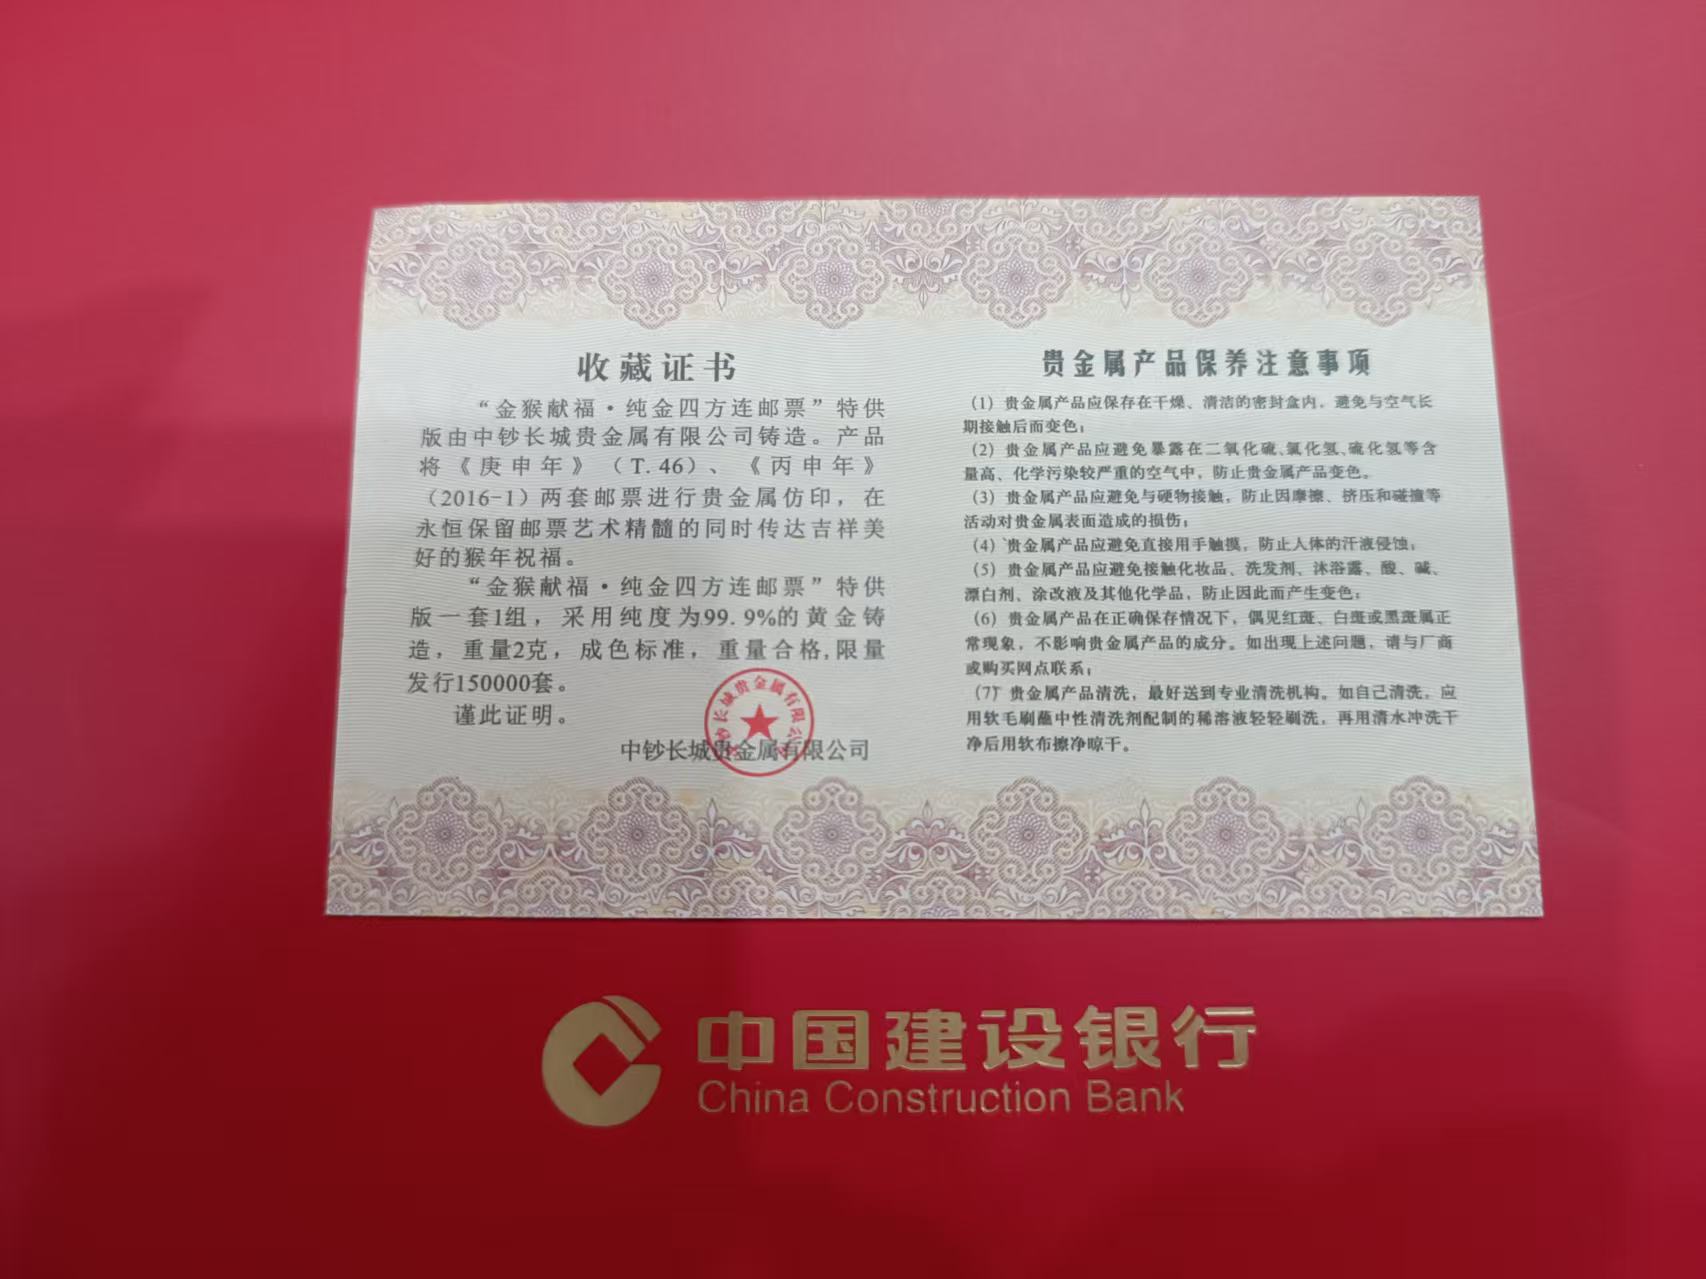 收藏证书
“金猴献福·纯金四方连邮票”特供
版由中钞长城贵金属有限公司铸造。产品
将《庚申年》（T.46）、《丙申年》
（2016-1）两套邮票进行贵金属仿印，在
永恒保留邮票艺术精髓的同时传达吉祥美
好的猴年祝福。
“金猴献福·纯金四方连邮票”特供
版一套1组，采用纯度为99.9%的黄金铸
造，重量2克，成色标准，重量合格,限量
发行150000套。
谨此证明。
中钞长城贵金属有限公司
中钞长城贵金属有限公司
贵金属产品保养注意事项
（1）贵金属产品应保存在干燥、清洁的密封盒内，避免与空气长
期接触后而变色；
（2）贵金属产品应避免暴露在二氧化硫、氯化氢、硫化氢等含
量高、化学污染较严重的空气中，防止贵金属产品变色。
（3）贵金属产品应避免与硬物接触，防止因摩擦、挤压和碰撞等
活动对贵金属表面造成的损伤；
（4）贵金属产品应避免直接用手触摸，防止人体的汗液侵蚀；
（5）贵金属产品应避免接触化妆品、洗发剂、沐浴露、酸、碱、
漂白剂、涂改液及其他化学品，防止因此而产生变色；
（6）贵金属产品在正确保存情况下，偶见红斑、白斑或黑斑属正
常现象，不影响贵金属产品的成分。如出现上述问题，请与厂商
或购买网点联系；
（7）贵金属产品清洗，最好送到专业清洗机构。如自己清洗，应
用软毛刷蘸中性清洗剂配制的稀溶液轻轻刷洗，再用清水冲洗干
净后用软布擦净晾干。
中国建设银行
China Construction Bank